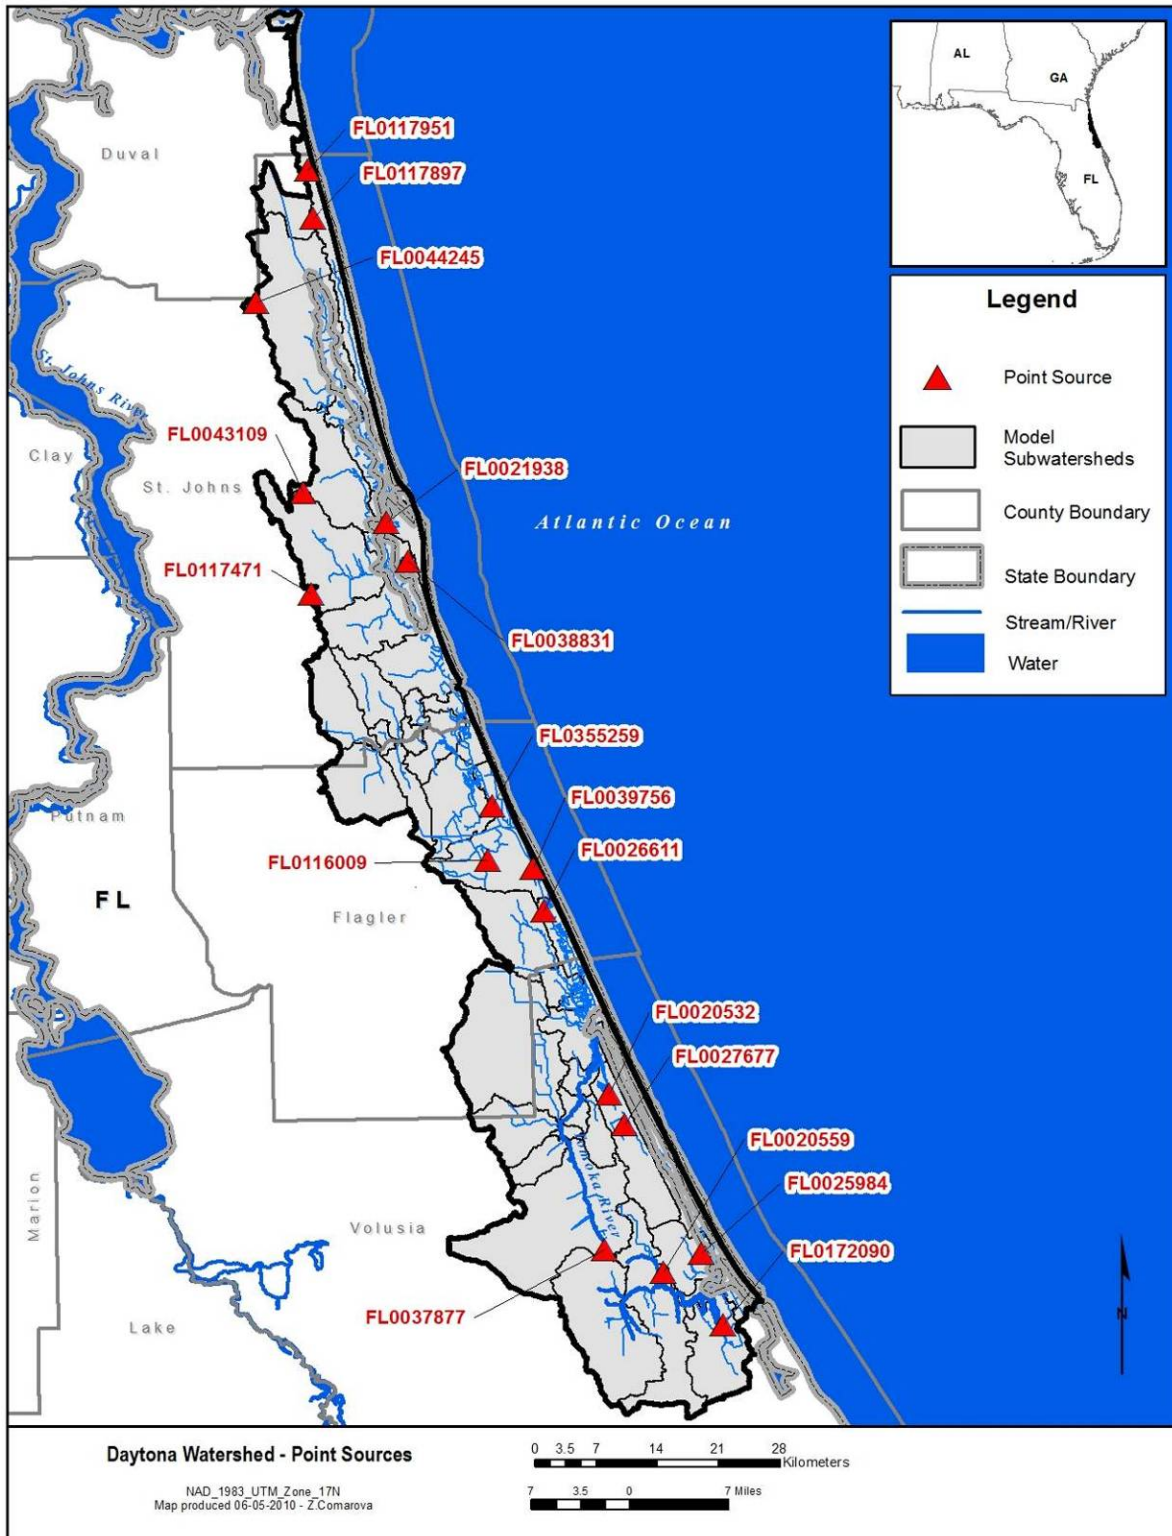 AL
GA
FL
Duval
FL0117951
FL0117897
FL0044245
Legend
Point Source
Model
Subwatersheds
County Boundary
State Boundary
Stream/River
Water
St. Johns River
Clay
FL0043109
St. Johns
FL0021938
Atlantic Ocean
FL0117471
FL0038831
FL0355259
FL0039756
Putnam
FL0116009
FL0026611
FL
Flagler
FL0020532
FL0027677
FL0020559
Tomoka River
FL0025984
Marion
Volusia
FL0172090
FL0037877
Lake
N
Daytona Watershed - Point Sources
NAD_1983_UTM_Zone_17N
Map produced 06-05-2010 - Z.Comarova
0 3.5 7 14 21 28
Kilometers
7 3.5 0 7 Miles